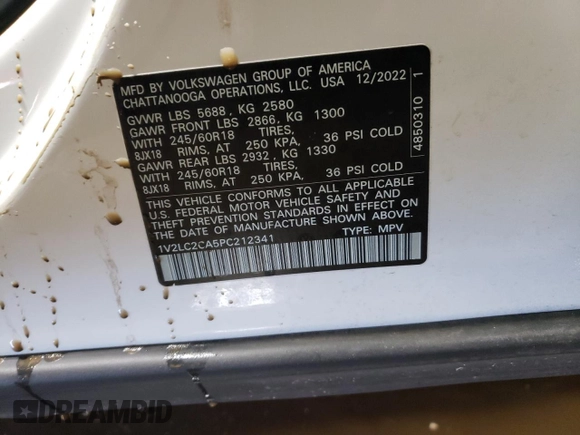 MFD BY VOLKSWAGEN GROUP OF AMERICA
CHATTANOOGA OPERATIONS, LLC. USA 12/2022
GVWR LBS 5688, KG 2580
GAWR FRONT LBS 2866, KG 1300
WITH 245/60R18 TIRES,
8JX18 RIMS, AT 250 KPA, 36 PSI COLD
GAWR REAR LBS 2932, KG 1330
WITH 245/60R18 TIRES,
8JX18 RIMS, AT 250 KPA, 36 PSI COLD
THIS VEHICLE CONFORMS TO ALL APPLICABLE
U.S. FEDERAL MOTOR VEHICLE SAFETY AND
THEFT PREVENTION STANDARDS IN EFFECT ON
THE DATE OF MANUFACTURE SHOWN ABOVE.
1V2LC2CA5PC212341 TYPE: MPV
4850310 1
DREAMBID